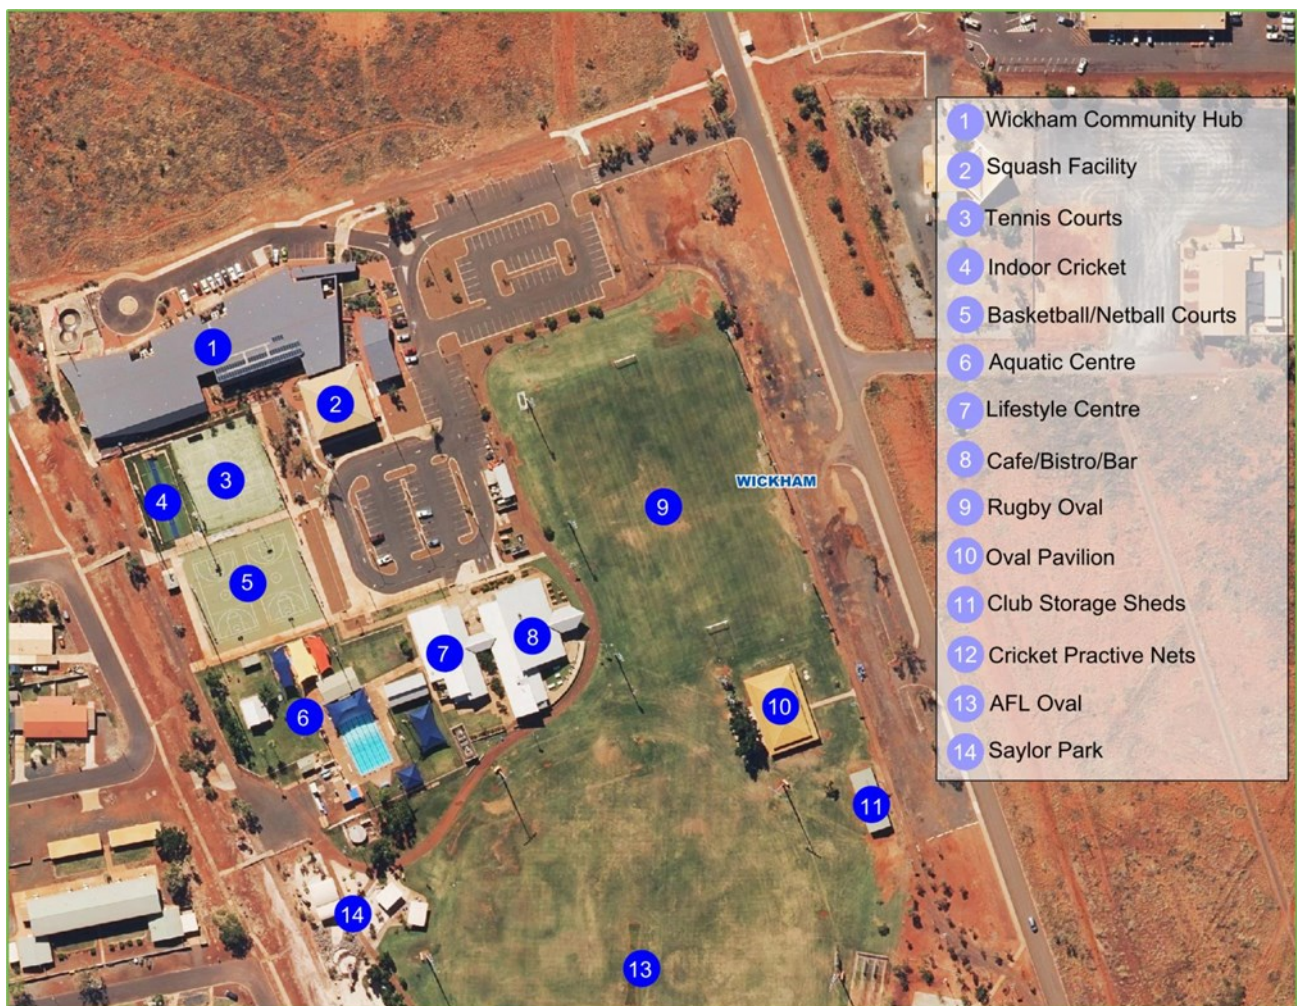 1 Wickham Community Hub
2 Squash Facility
3 Tennis Courts
4 Indoor Cricket
5 Basketball/Netball Courts
6 Aquatic Centre
7 Lifestyle Centre
8 Cafe/Bistro/Bar
9 Rugby Oval
10 Oval Pavilion
11 Club Storage Sheds
12 Cricket Practive Nets
13 AFL Oval
14 Saylor Park
1
2
3
4
5
WICKHAM
9
8
7
6
10
11
14
13